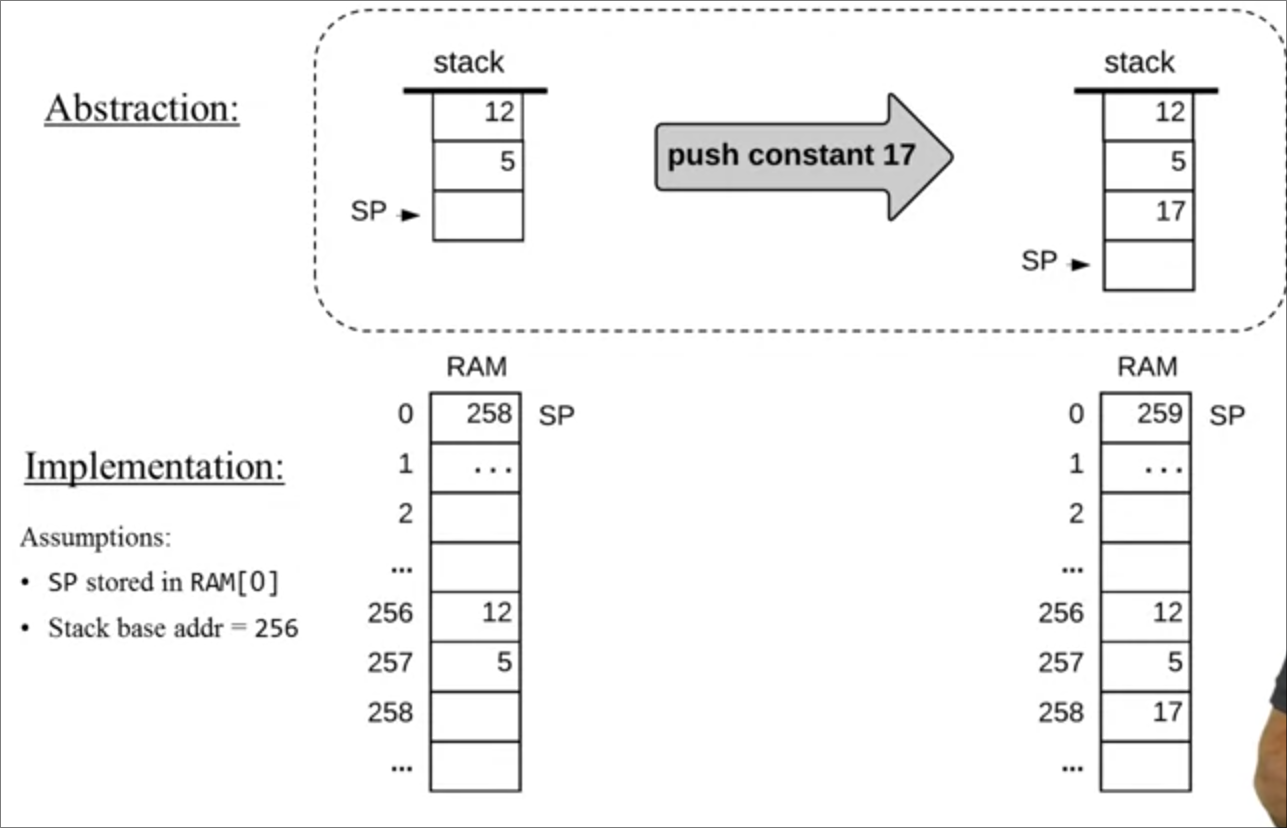 Abstraction:
stack
12
5
SP
push constant 17
stack
12
5
17
SP
Implementation:
Assumptions:
• SP stored in RAM[0]
• Stack base addr = 256
RAM
0 258 SP
1 ...
2
...
256 12
257 5
258
...
RAM
0 259 SP
1 ...
2
...
256 12
257 5
258 17
...